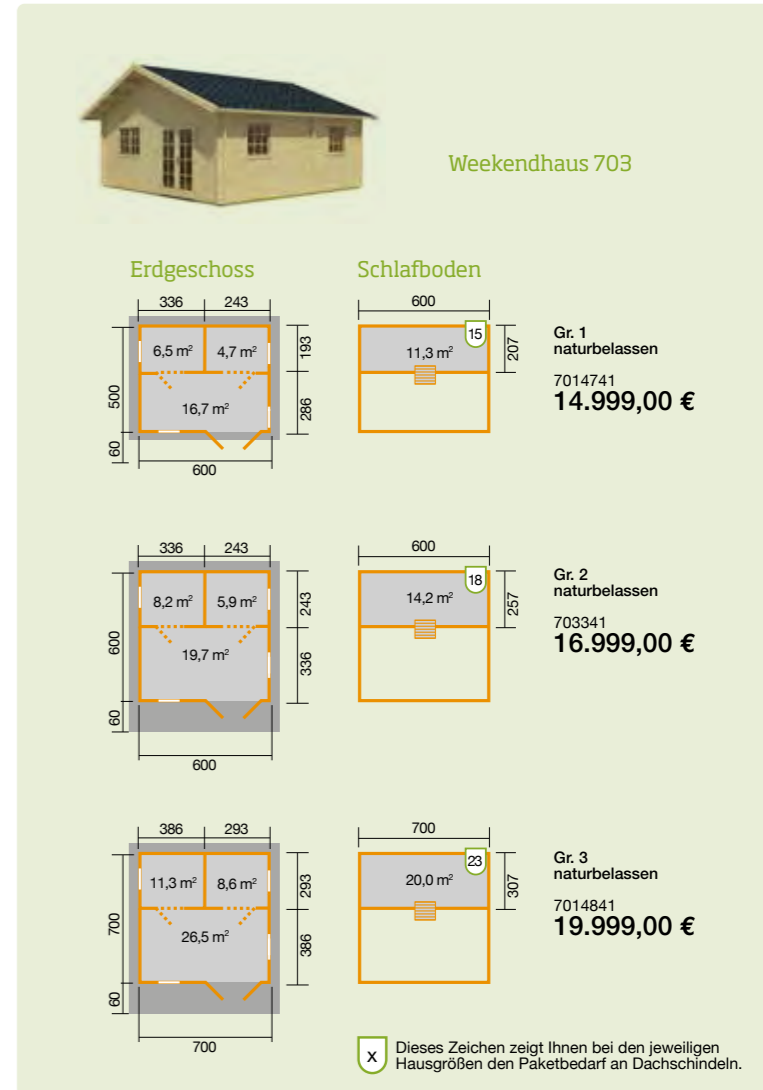 Weekendhaus 703
Erdgeschoss
Schlafboden
336 243
600
6,5 m²
4,7 m²
193
500
16,7 m²
286
60
600
15
11,3 m²
207
Gr. 1
naturbelassen
7014741
14.999,00 €
336 243
600
8,2 m²
5,9 m²
243
600
19,7 m²
336
60
600
18
14,2 m²
257
Gr. 2
naturbelassen
703341
16.999,00 €
386 293
700
11,3 m²
8,6 m²
293
700
26,5 m²
386
60
700
23
20,0 m²
307
Gr. 3
naturbelassen
7014841
19.999,00 €
x
Dieses Zeichen zeigt Ihnen bei den jeweiligen
Hausgrößen den Paketbedarf an Dachschindeln.